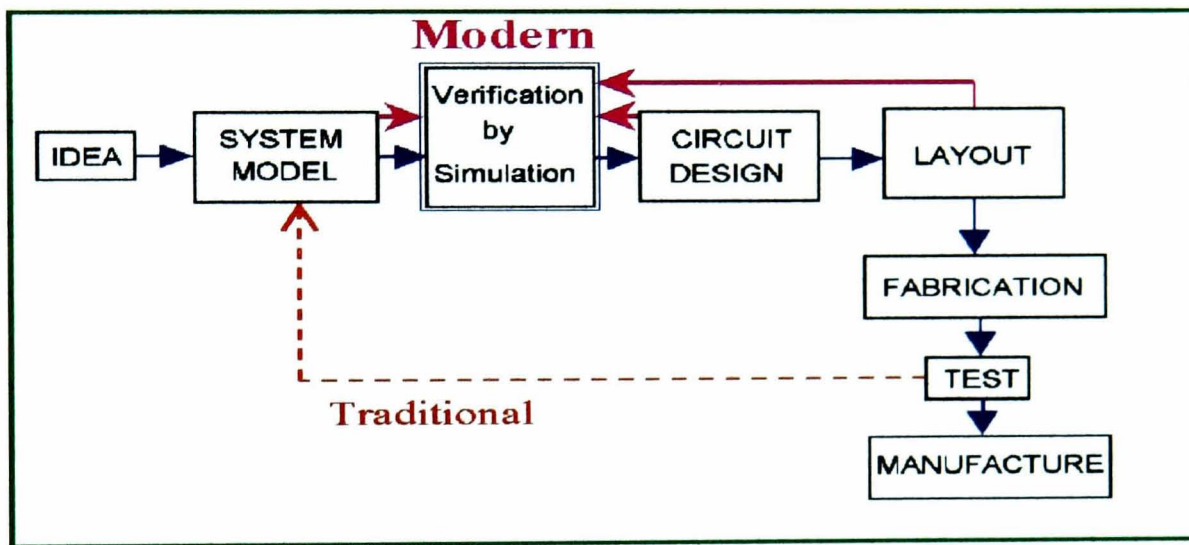 Modern
IDEA
SYSTEM
MODEL
Verification
by
Simulation
CIRCUIT
DESIGN
LAYOUT
FABRICATION
TEST
Traditional
MANUFACTURE